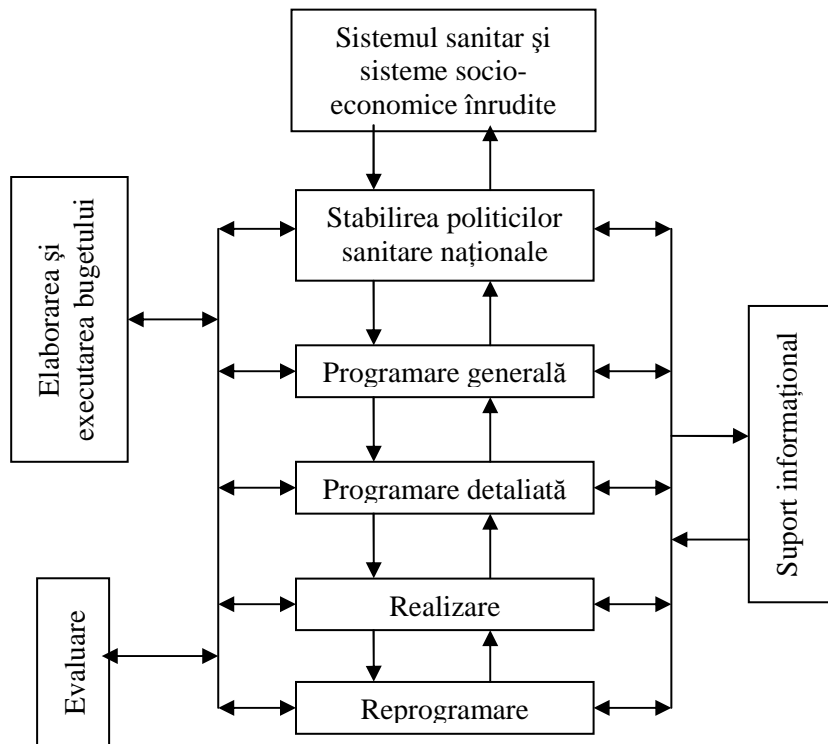 Sistemul sanitar şi
sisteme socio-
economice înrudite
Elaborarea şi
executarea bugetului
Stabilirea politicilor
sanitare naționale
Programare generală
Programare detaliată
Suport informațional
Realizare
Evaluare
Reprogramare